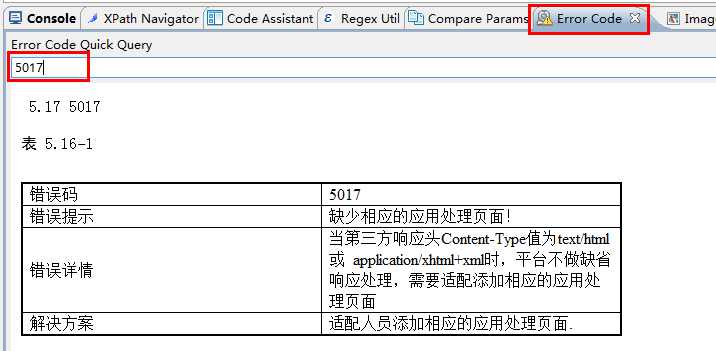 Console XPath Navigator Code Assistant Regex Util Compare Params Error Code Imag
Error Code Quick Query
5017
5.17 5017
表 5.16-1
错误码 5017
错误提示 缺少相应的应用处理页面!
错误详情 当第三方响应头Content-Type值为text/html
或 application/xhtml+xml时，平台不做缺省
响应处理，需要适配添加相应的应用处
理页面
解决方案 适配人员添加相应的应用处理页面.